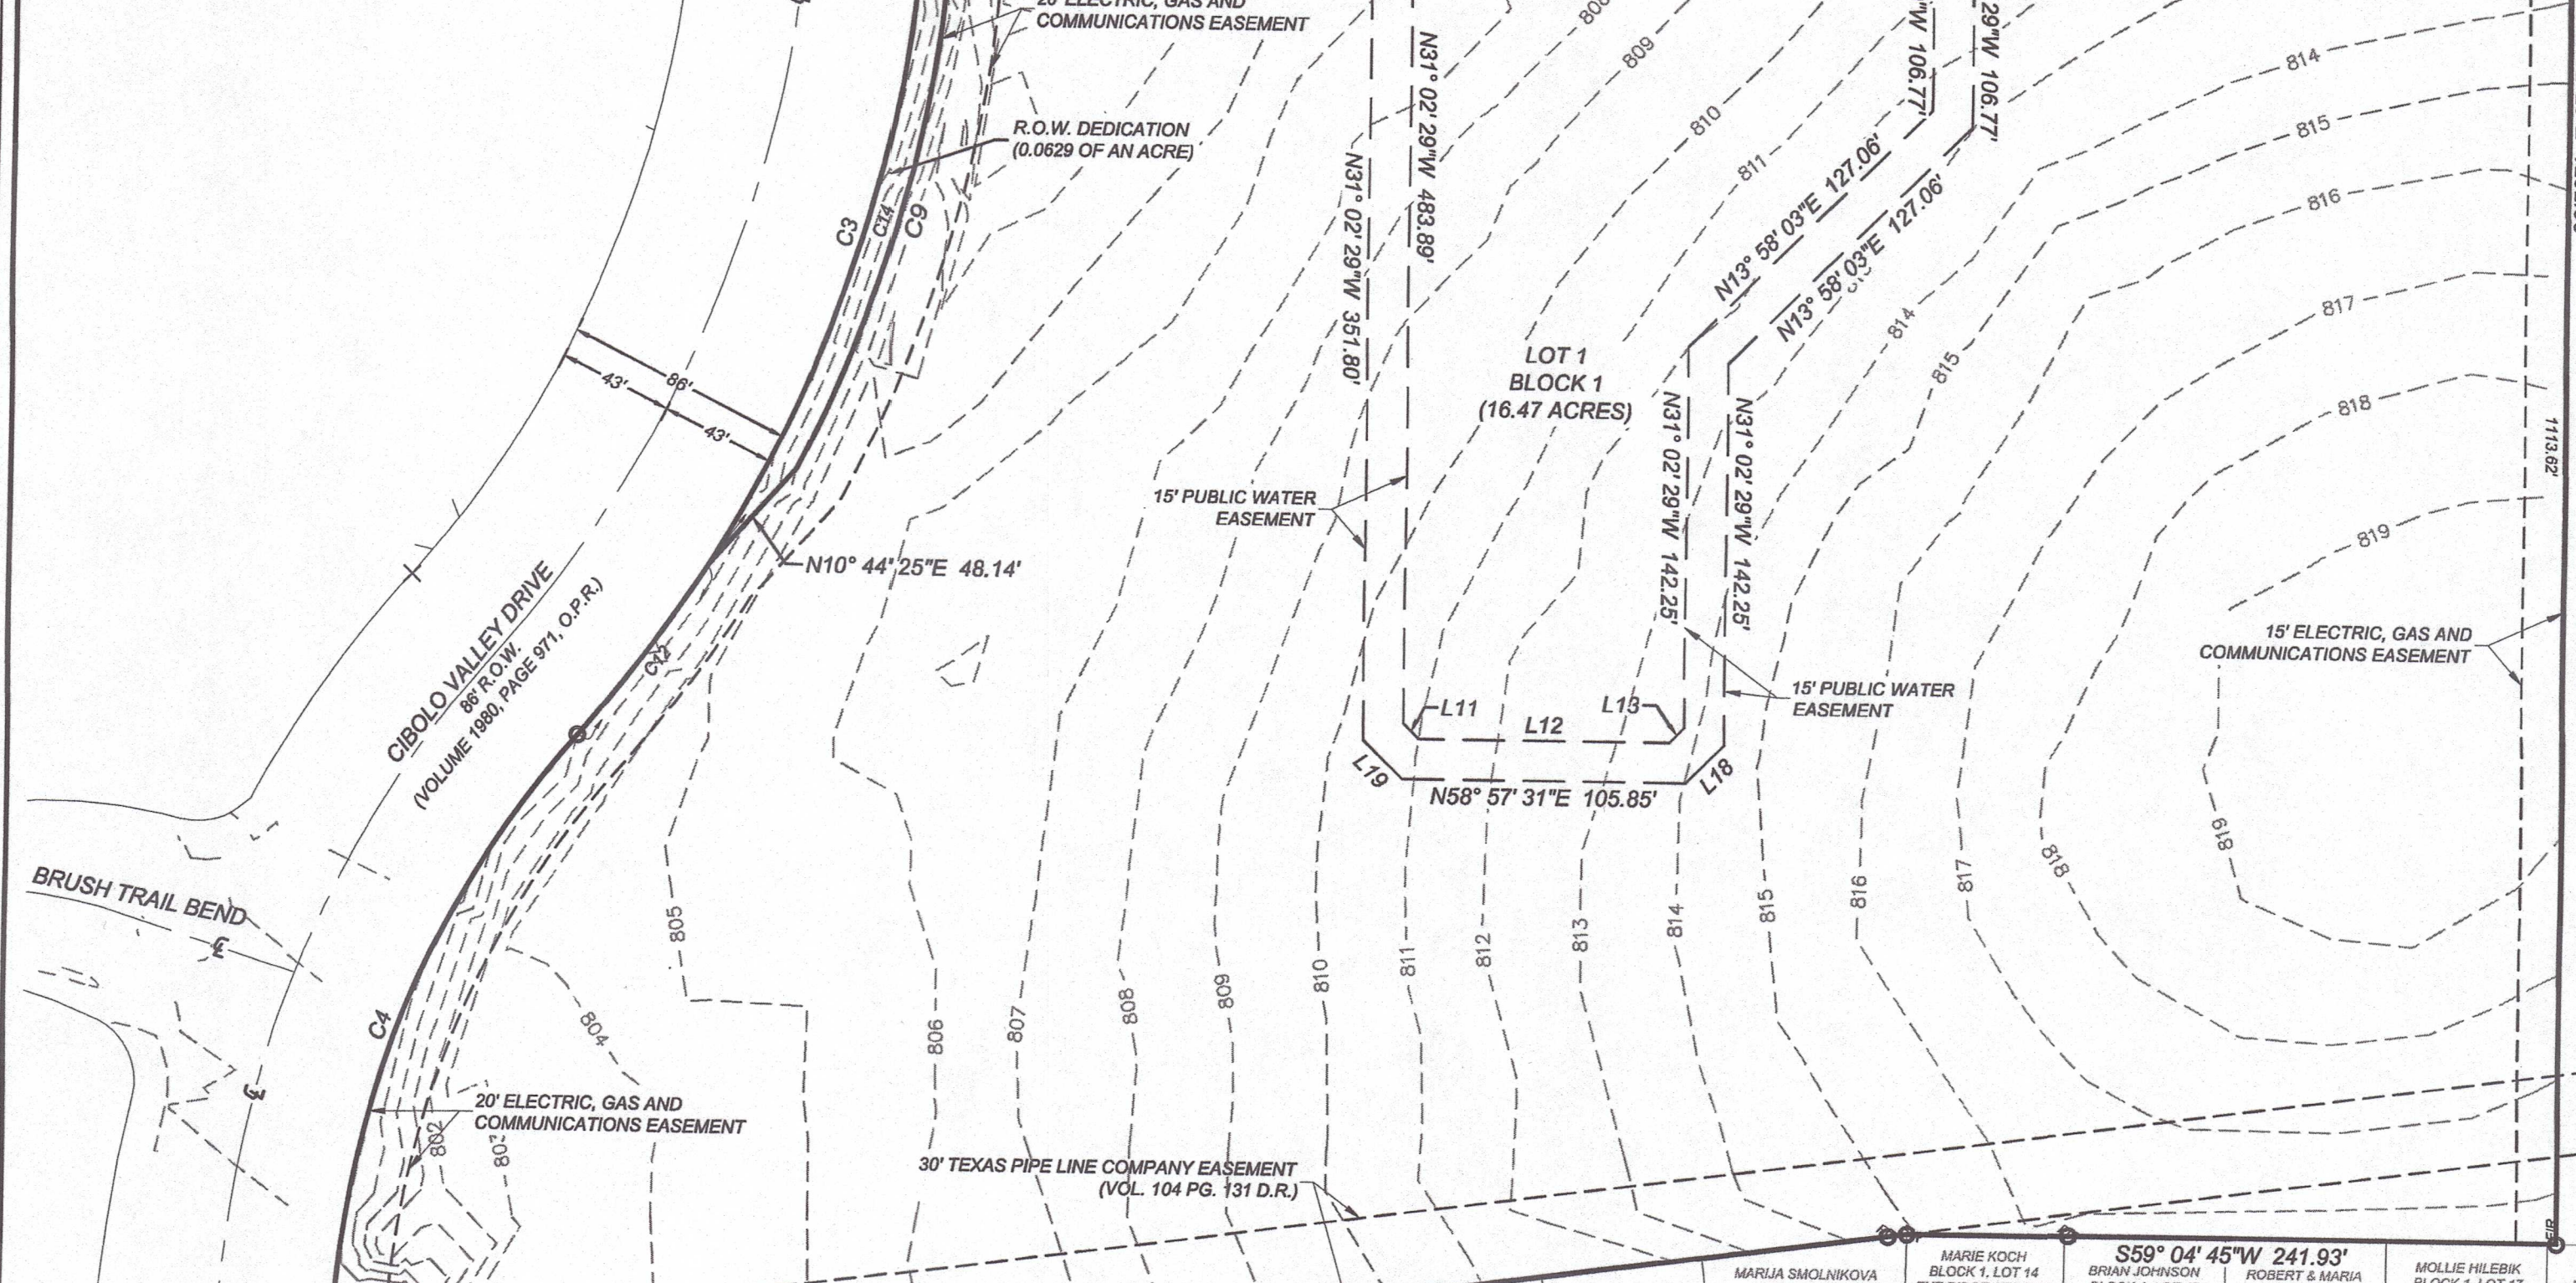 20' ELECTRIC, GAS AND
COMMUNICATIONS EASEMENT
R.O.W. DEDICATION
(0.0629 OF AN ACRE)
C3
C14
C9
N31° 02' 29"W 351.80'
N31° 02' 29"W 483.89'
808
809
810
811
"W 106.77'
29"W 106.77'
N13° 58' 03"E 127.06'
N13° 58' 03"E 127.06'
814
815
816
817
818
819
814
815
86'
43'
43'
LOT 1
BLOCK 1
(16.47 ACRES)
N31° 02' 29"W 142.25'
N31° 02' 29"W 142.25'
1113.62'
15' PUBLIC WATER
EASEMENT
N10° 44' 25"E 48.14'
CIBOLO VALLEY DRIVE
86' R.O.W.
(VOLUME 1980, PAGE 971, O.P.R.)
C12
15' ELECTRIC, GAS AND
COMMUNICATIONS EASEMENT
15' PUBLIC WATER
EASEMENT
L11
L12
L13
L19
L18
N58° 57' 31"E 105.85'
BRUSH TRAIL BEND
C4
804
805
806
807
808
809
810
811
812
813
814
815
816
817
818
819
20' ELECTRIC, GAS AND
COMMUNICATIONS EASEMENT
802
30' TEXAS PIPE LINE COMPANY EASEMENT
(VOL. 104 PG. 131 D.R.)
MARIJA SMOLNIKOVA
MARIE KOCH
BLOCK 1, LOT 14
S59° 04' 45"W 241.93'
BRIAN JOHNSON
ROBERT & MARIA
MOLLIE HILEBIK